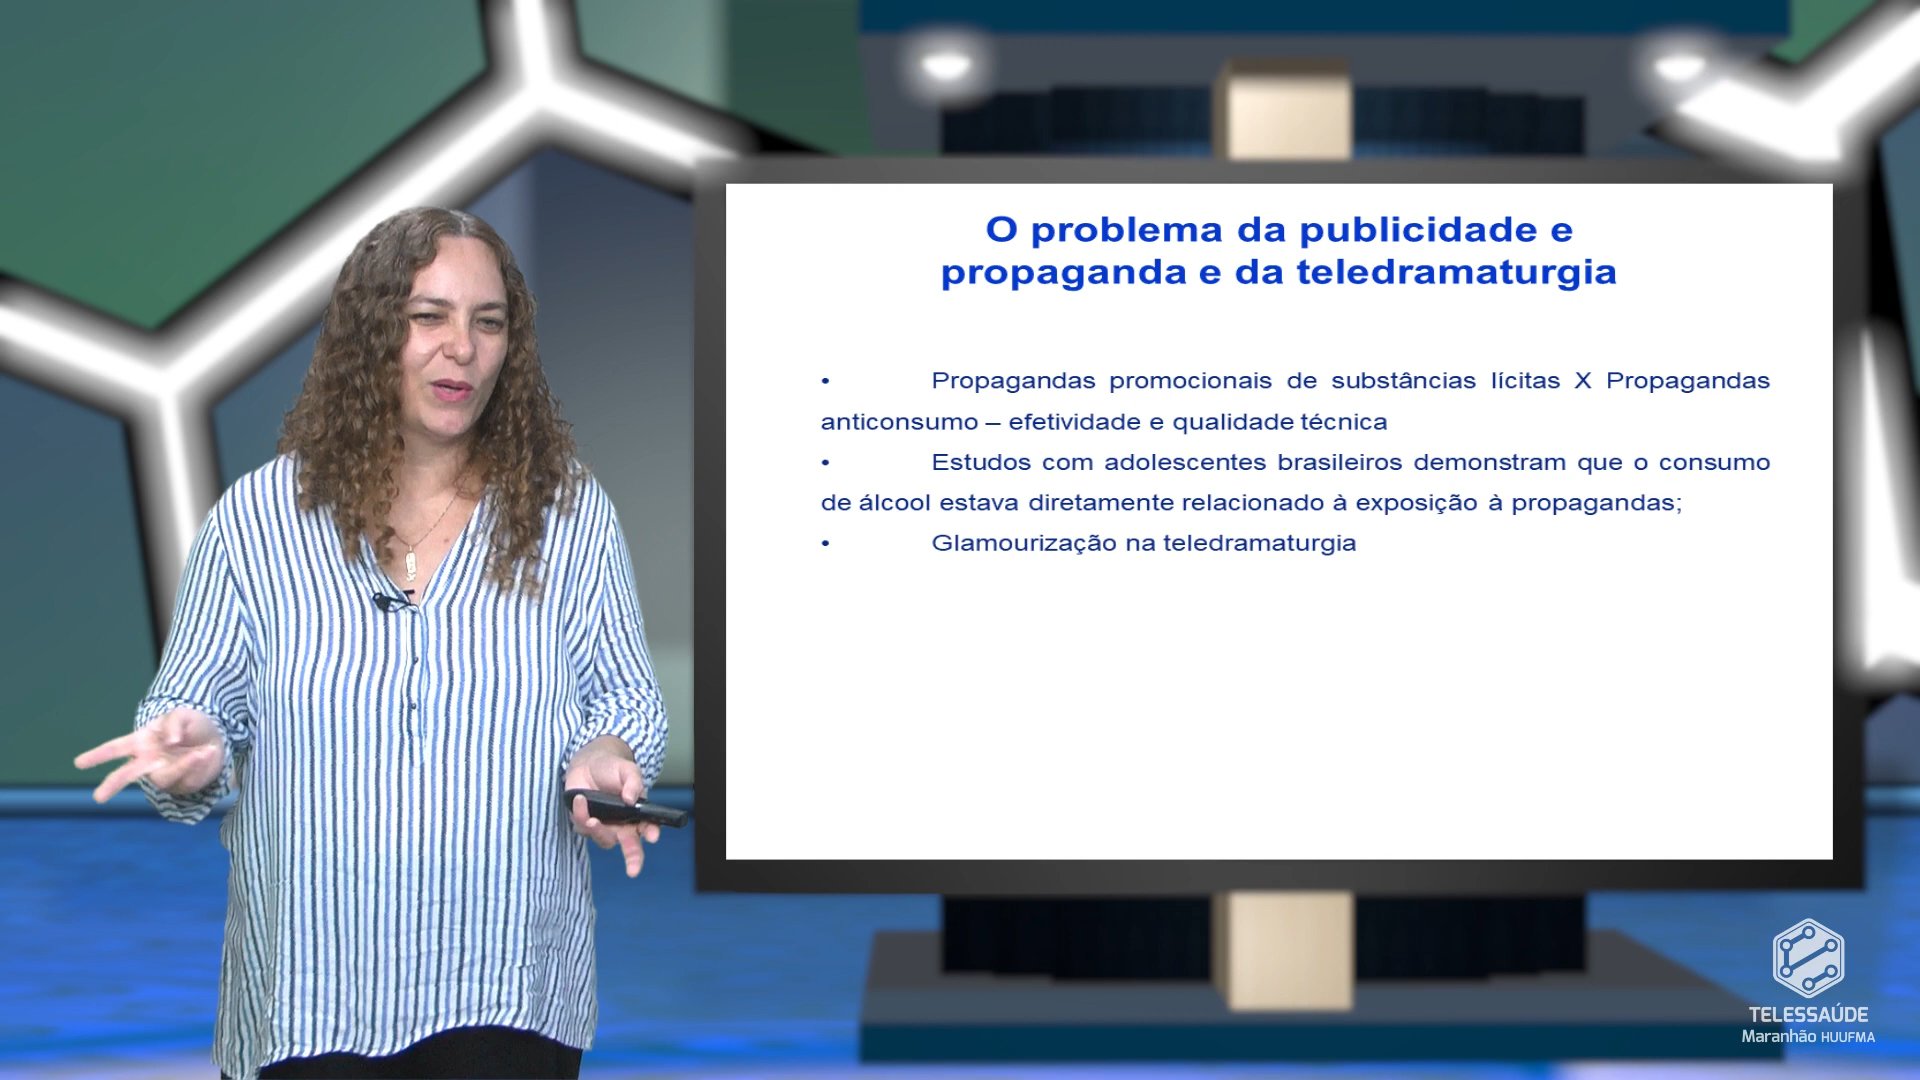 O problema da publicidade e
propaganda e da teledramaturgia
• Propagandas promocionais de substâncias lícitas X Propagandas
anticonsumo – efetividade e qualidade técnica
• Estudos com adolescentes brasileiros demonstram que o consumo
de álcool estava diretamente relacionado à exposição à propagandas;
• Glamourização na teledramaturgia
TELESSAÚDE
Maranhão HUUFMA